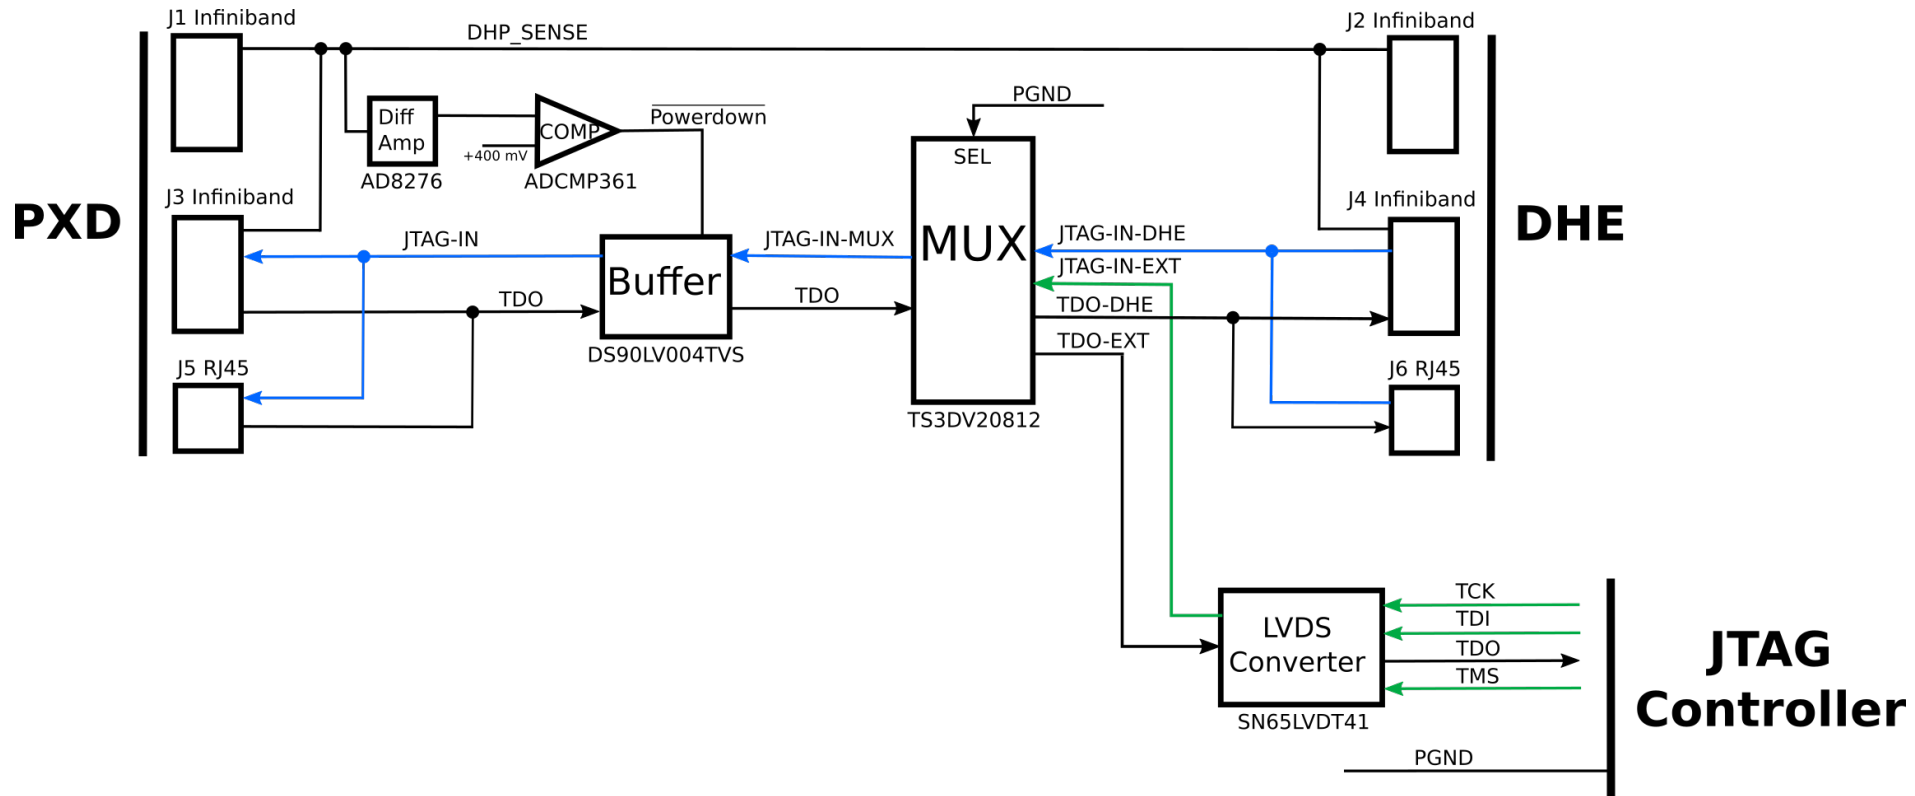 J1 Infiniband
DHP_SENSE
J2 Infiniband
Diff
Amp
AD8276
+400 mV
COMP
ADCMP361
Powerdown
PGND
SEL
MUX
TS3DV20812
PXD
J3 Infiniband
JTAG-IN
TDO
Buffer
DS90LV004TVS
JTAG-IN-MUX
TDO
JTAG-IN-DHE
JTAG-IN-EXT
TDO-DHE
TDO-EXT
J4 Infiniband
DHE
J5 RJ45
J6 RJ45
LVDS
Converter
SN65LVDT41
TCK
TDI
TDO
TMS
PGND
JTAG
Controller